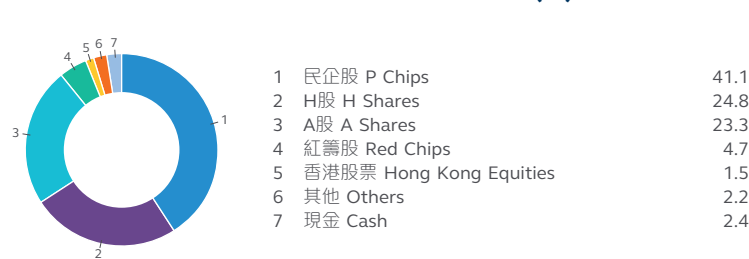 1 民企股 P Chips 41.1
2 H股 H Shares 24.8
3 A股 A Shares 23.3
4 紅籌股 Red Chips 4.7
5 香港股票 Hong Kong Equities 1.5
6 其他 Others 2.2
7 現金 Cash 2.4
1
2
3
4
5
6
7